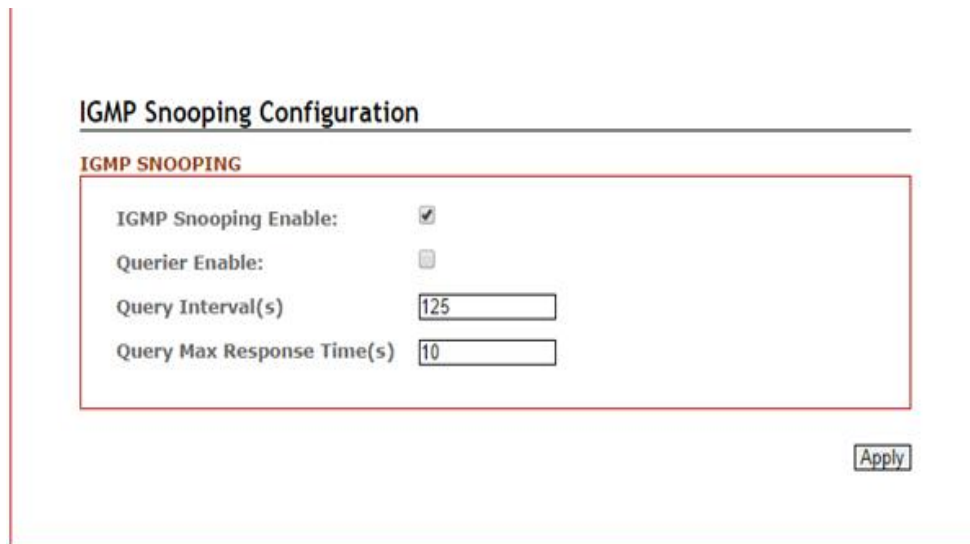 IGMP Snooping Configuration
IGMP SNOOPING
IGMP Snooping Enable:
Querier Enable:
Query Interval(s) 125
Query Max Response Time(s) 10
Apply